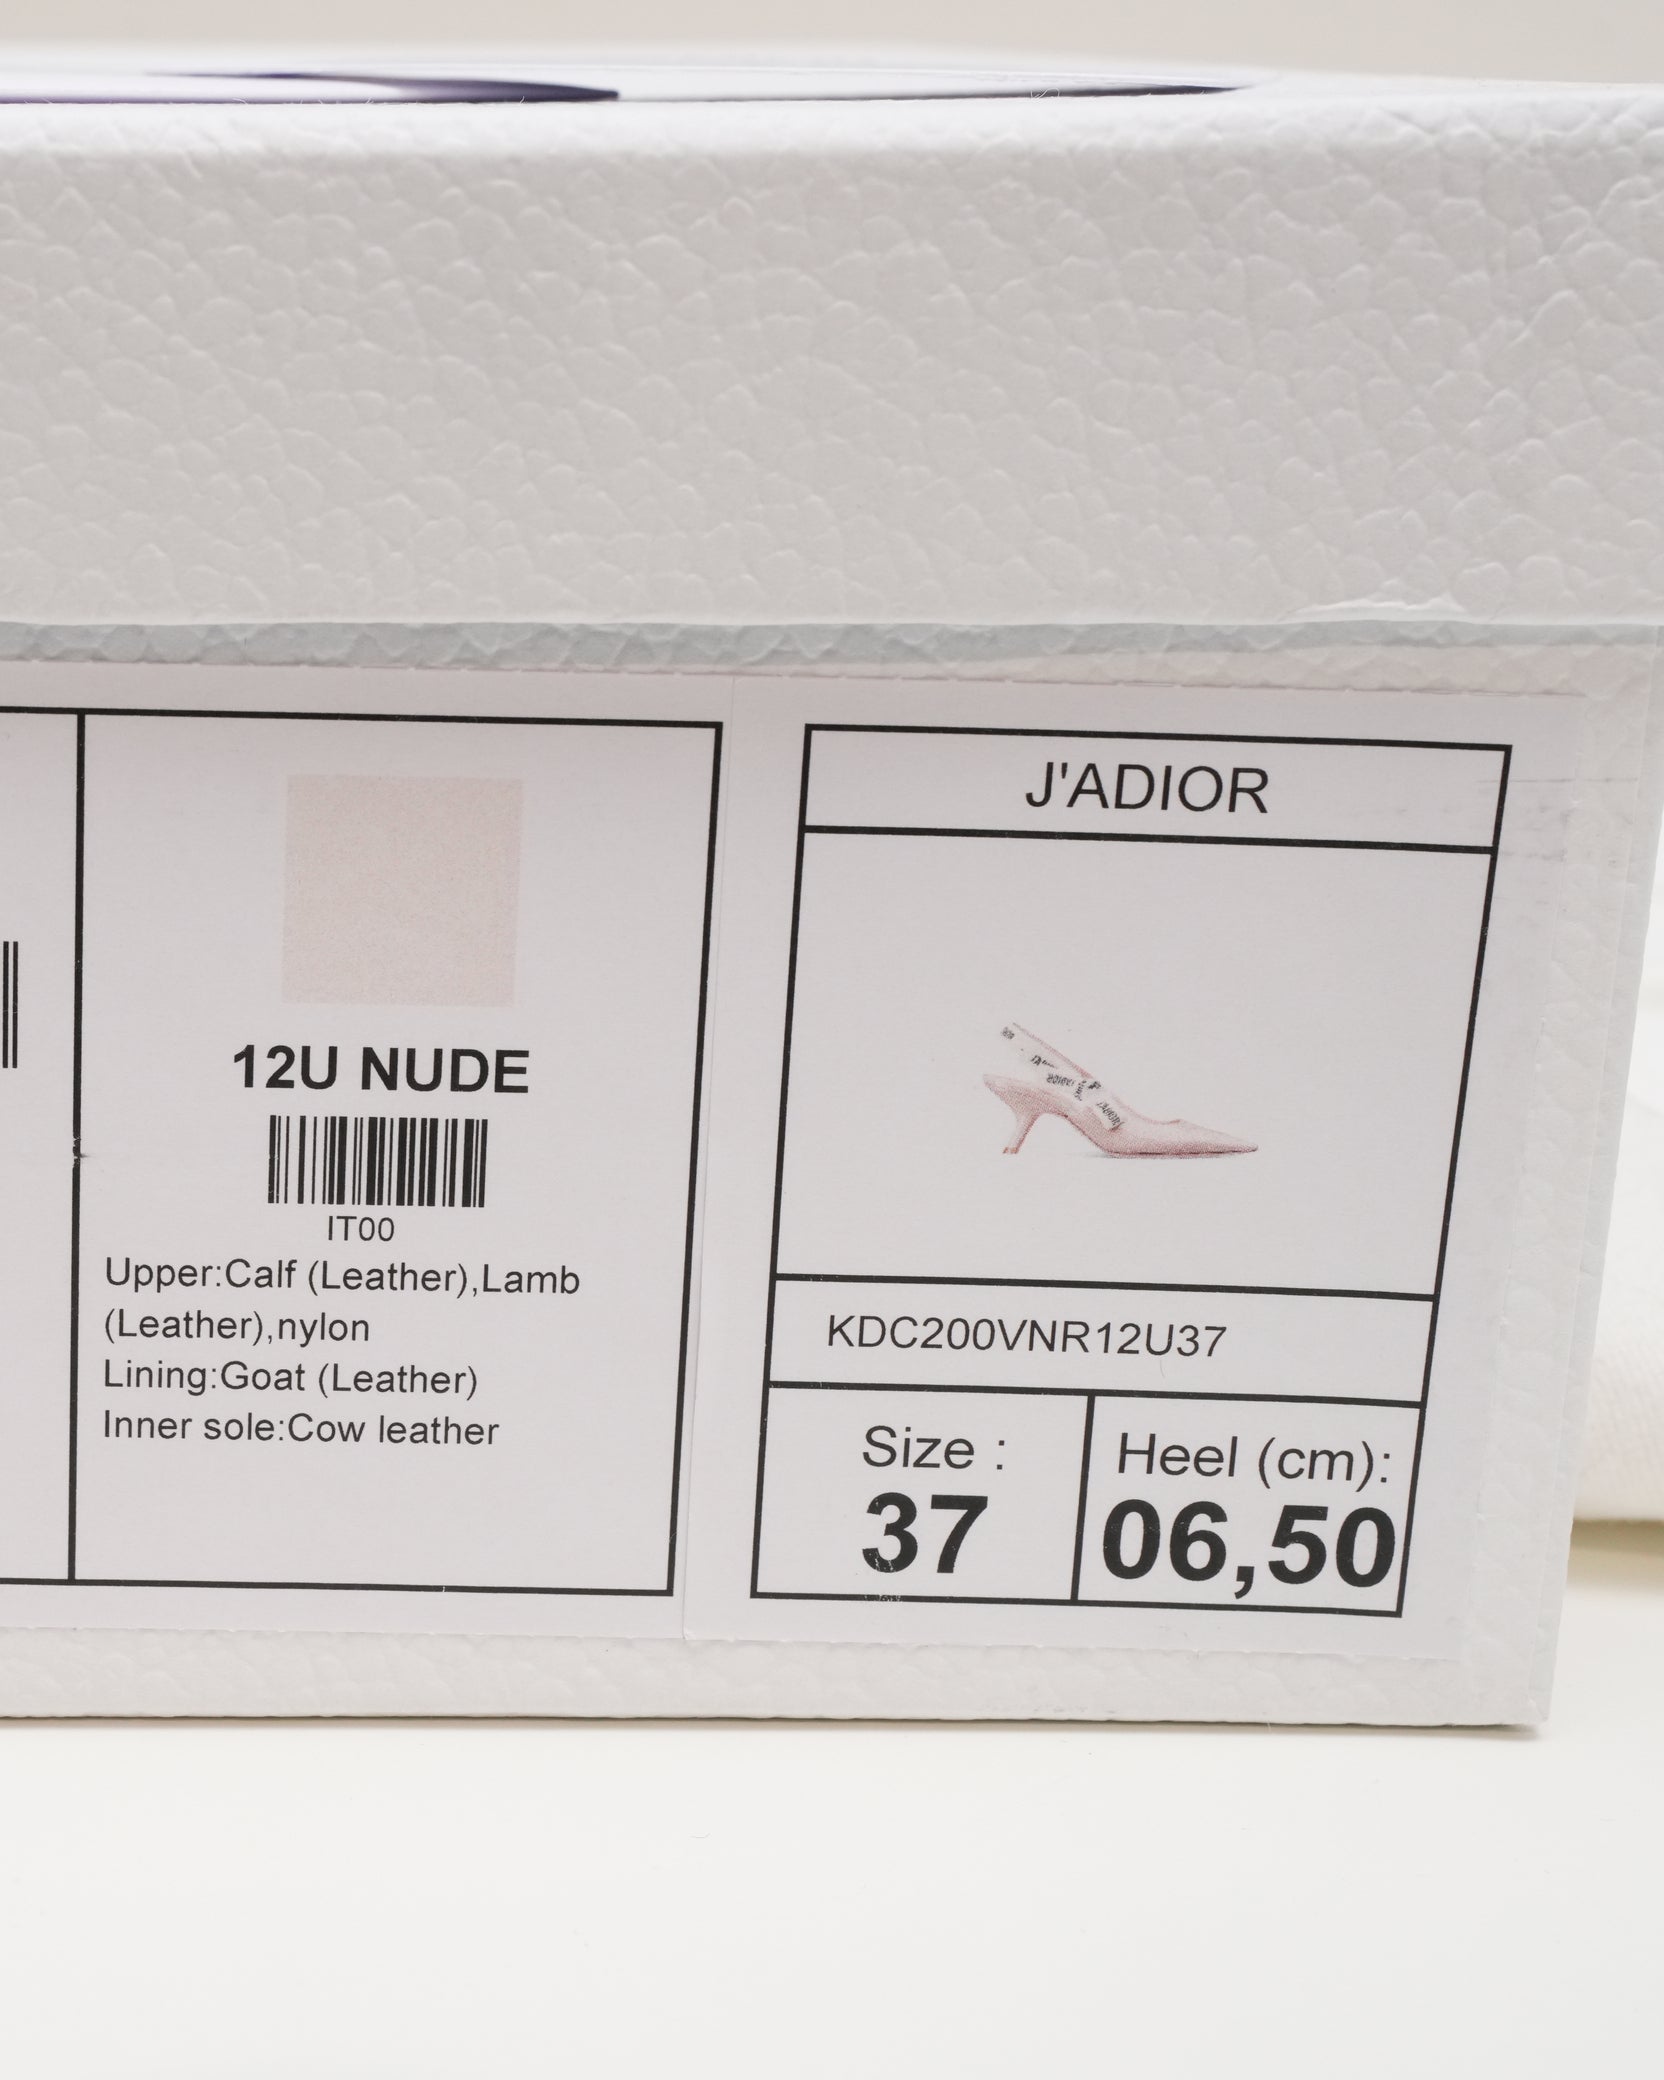 12U NUDE
IT00
Upper:Calf (Leather),Lamb
(Leather),nylon
Lining:Goat (Leather)
Inner sole:Cow leather
J'ADIOR
KDC200VNR12U37
Size :
37
Heel (cm):
06,50